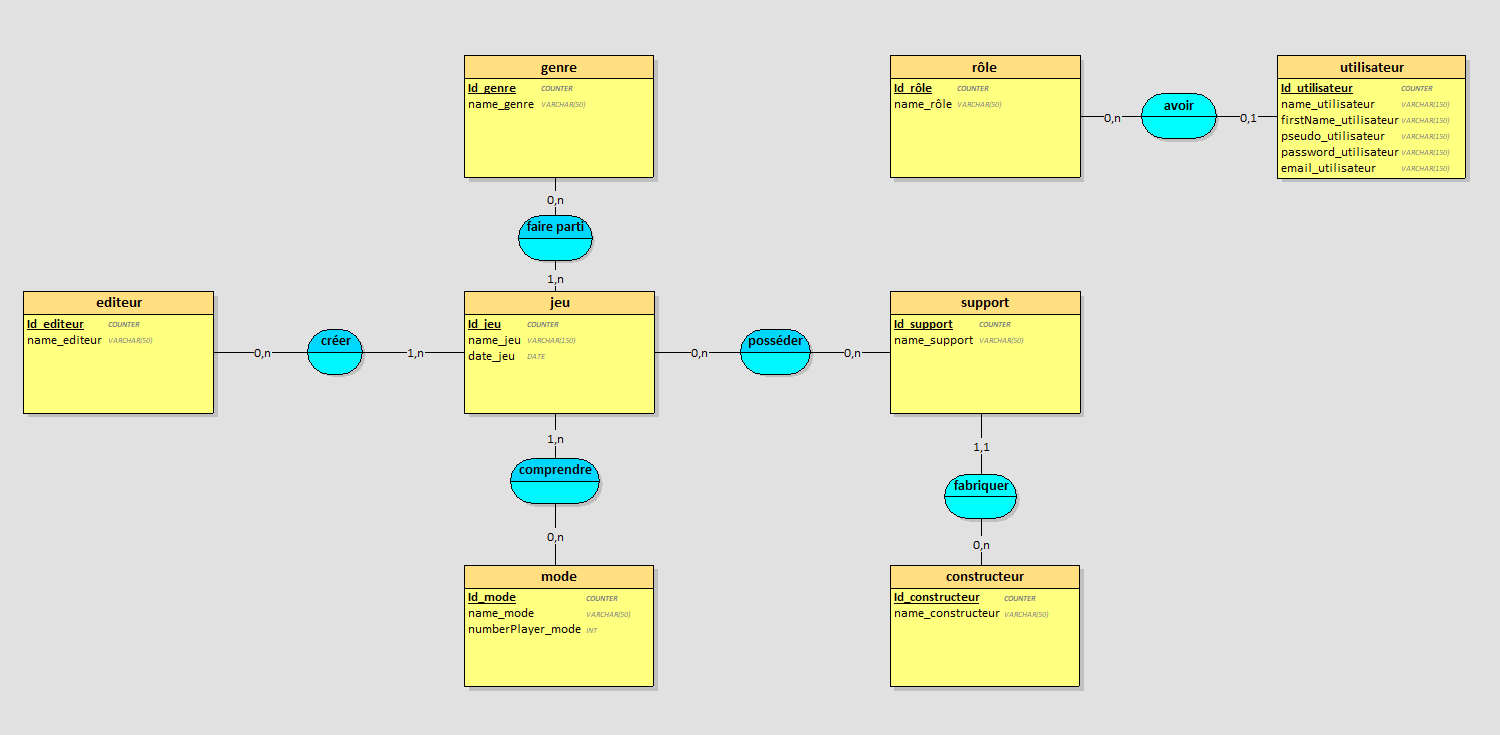 genre
Id_genre COUNTER
name_genre VARCHAR(50)
rôle
Id_rôle COUNTER
name_rôle VARCHAR(50)
0,n
avoir
0,1
utilisateur
Id_utilisateur COUNTER
name_utilisateur VARCHAR(150)
firstName_utilisateur VARCHAR(150)
pseudo_utilisateur VARCHAR(150)
password_utilisateur VARCHAR(150)
email_utilisateur VARCHAR(150)
0,n
faire parti
1,n
editeur
Id_editeur COUNTER
name_editeur VARCHAR(50)
0,n
créer
1,n
jeu
Id_jeu COUNTER
name_jeu VARCHAR(150)
date_jeu DATE
0,n
posséder
0,n
support
Id_support COUNTER
name_support VARCHAR(50)
1,n
comprendre
0,n
1,1
fabriquer
0,n
mode
Id_mode COUNTER
name_mode VARCHAR(50)
numberPlayer_mode INT
constructeur
Id_constructeur COUNTER
name_constructeur VARCHAR(50)